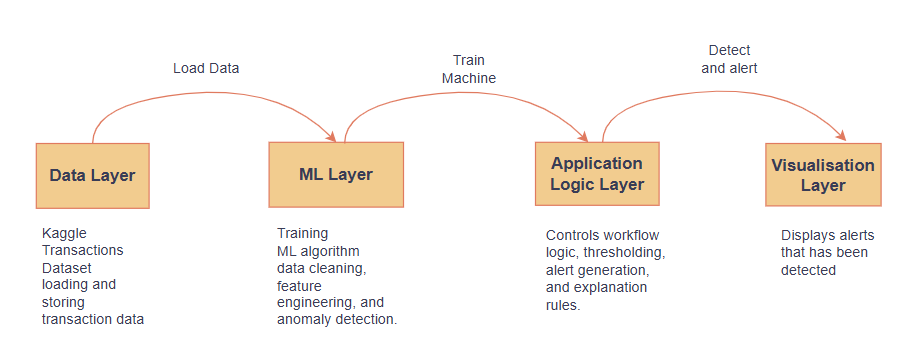 Load Data
Train
Machine
Detect
and alert
Data Layer
ML Layer
Application
Logic Layer
Visualisation
Layer
Kaggle
Transactions
Dataset
loading and
storing
transaction data
Training
ML algorithm
data cleaning,
feature
engineering, and
anomaly detection.
Controls workflow
logic, thresholding,
alert generation,
and explanation
rules.
Displays alerts
that has been
detected